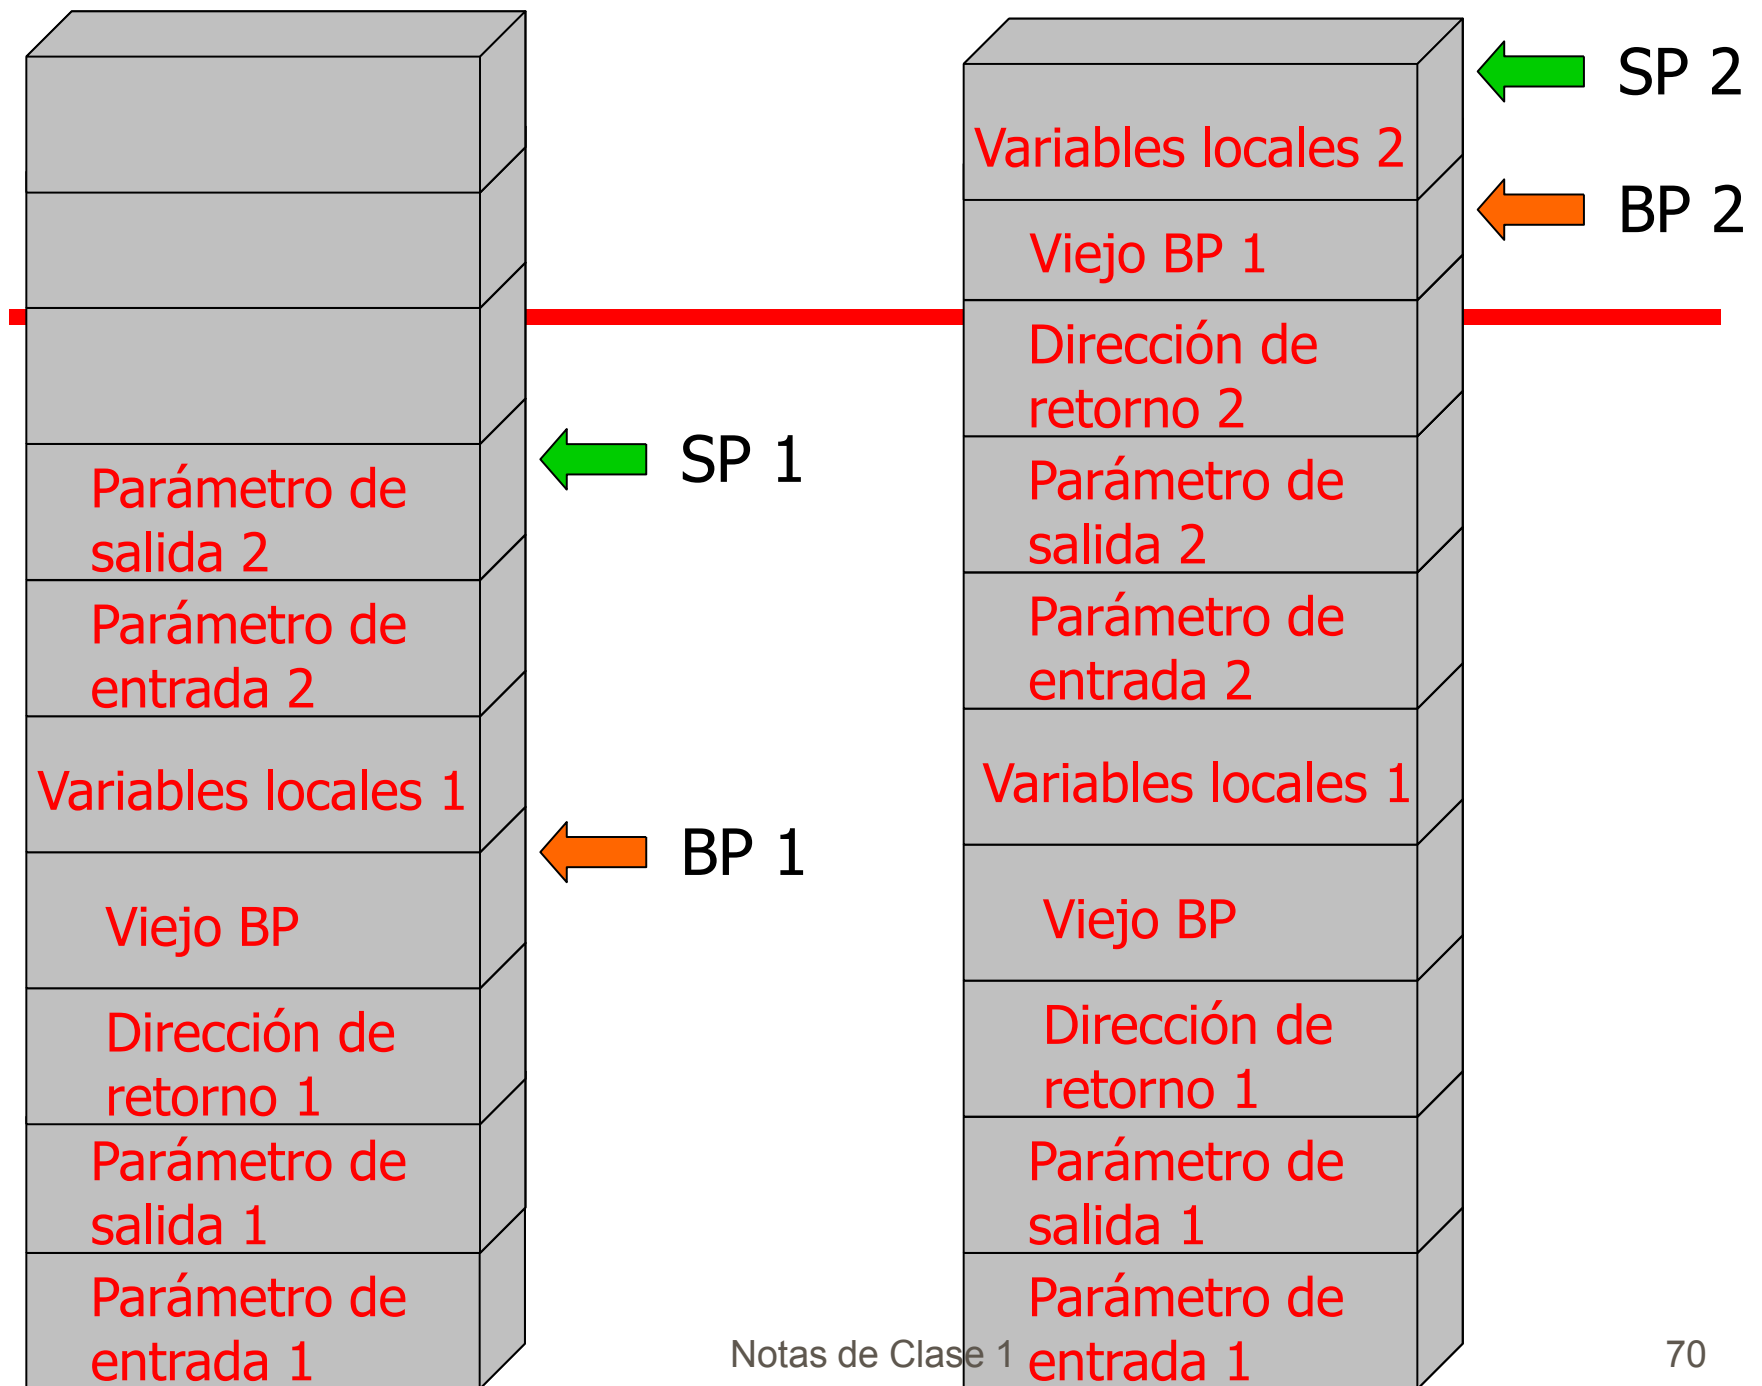 Parámetro de
salida 2
Parámetro de
entrada 2
Variables locales 1
Viejo BP
Dirección de
retorno 1
Parámetro de
salida 1
Parámetro de
entrada 1
SP 1
BP 1
Variables locales 2
Viejo BP 1
Dirección de
retorno 2
Parámetro de
salida 2
Parámetro de
entrada 2
Variables locales 1
Viejo BP
Dirección de
retorno 1
Parámetro de
salida 1
Parámetro de
entrada 1
SP 2
BP 2
Notas de Clase 1
70